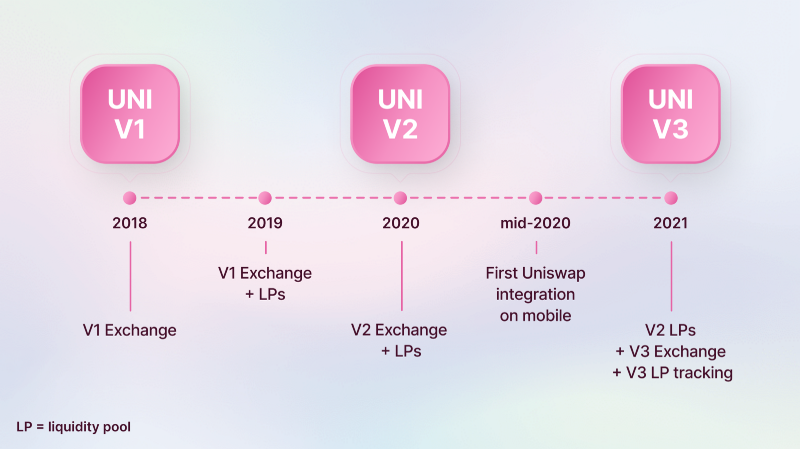 UNI
V1
UNI
V2
UNI
V3
2018
2019
2020
mid-2020
2021
V1 Exchange
V1 Exchange
+ LPs
V2 Exchange
+ LPs
First Uniswap
integration
on mobile
V2 LPs
+ V3 Exchange
+ V3 LP tracking
LP = liquidity pool